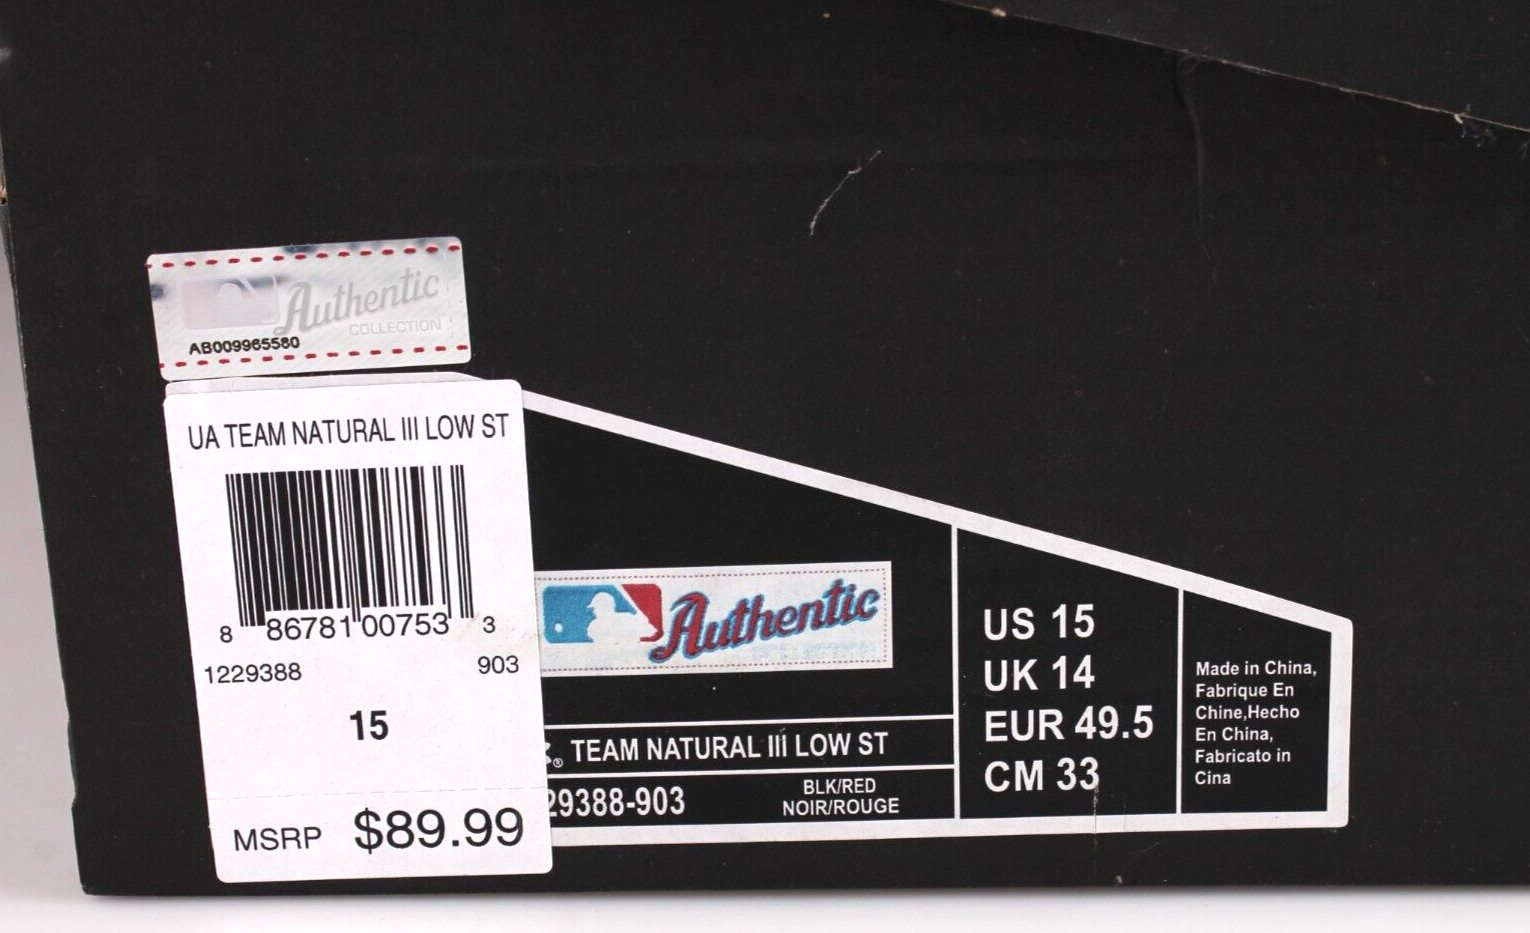 Authentic
COLLECTION
AB009965580
UA TEAM NATURAL III LOW ST
8 86781 00753 3
1229388 903
15
MSRP $89.99
Authentic
® TEAM NATURAL III LOW ST
29388-903
BLK/RED
NOIR/ROUGE
US 15
UK 14
EUR 49.5
CM 33
Made in China,
Fabrique En
Chine,Hecho
En China,
Fabricato in
Cina